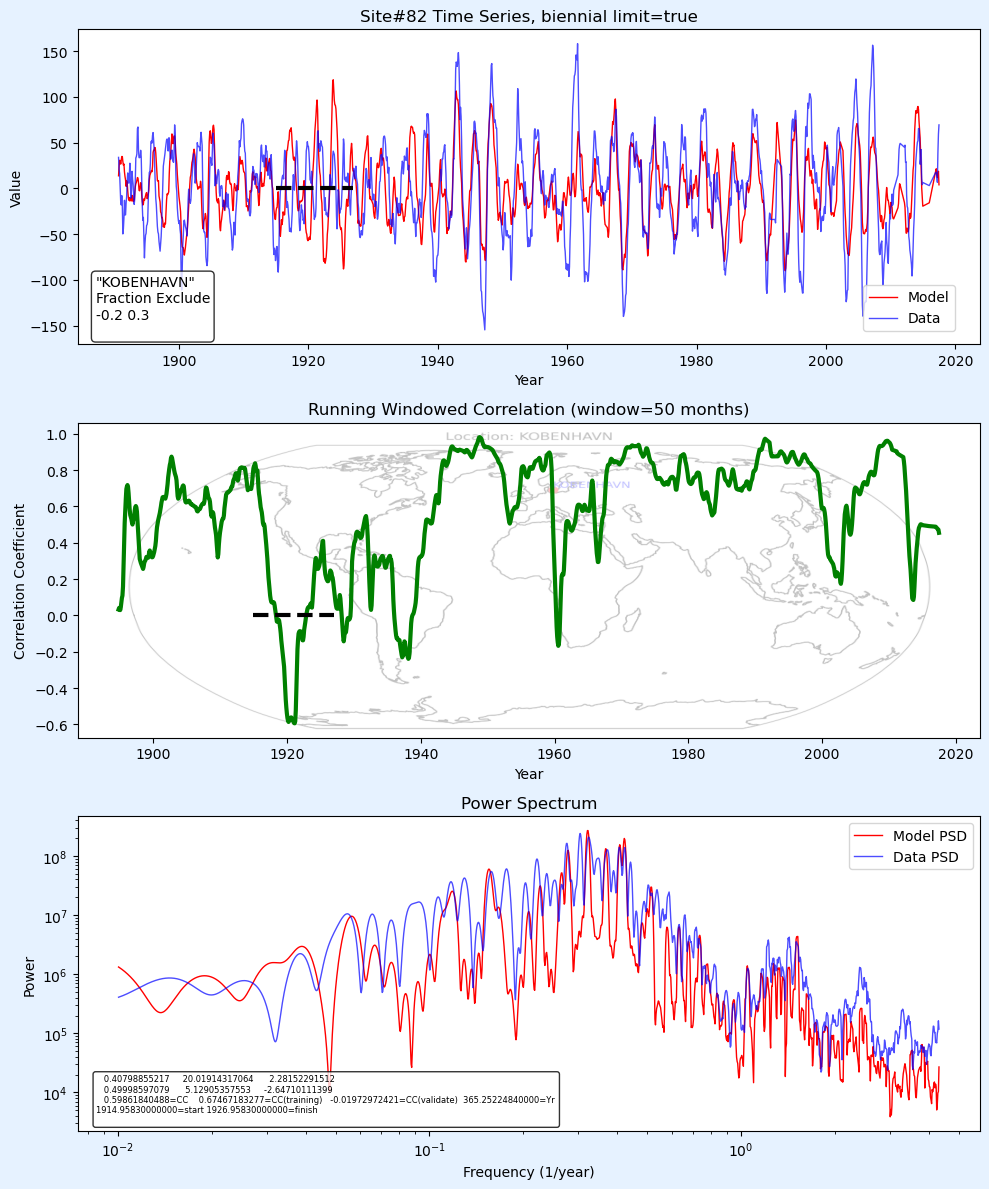 Site#82 Time Series, biennial limit=true
150
100
50
0
−50
−100
−150
Value
"KOBENHAVN"
Fraction Exclude
-0.2 0.3
Model
Data
1900
1920
1940
1960
1980
2000
2020
Year
Running Windowed Correlation (window=50 months)
Location: KOBENHAVN
KOBENHAVN
1.0
0.8
0.6
0.4
0.2
0.0
−0.2
−0.4
−0.6
Correlation Coefficient
1900
1920
1940
1960
1980
2000
2020
Year
Power Spectrum
Model PSD
Data PSD
10^8
10^7
10^6
10^5
10^4
Power
0.40798855217 20.01914317064 2.28152291512
0.49998597079 5.12905357553 -2.64710111399
0.59861840488=CC 0.67467183277=CC(training) -0.01972972421=CC(validate) 365.25224840000=Yr
1914.95830000000=start 1926.95830000000=finish
10^−2
10^−1
10^0
Frequency (1/year)